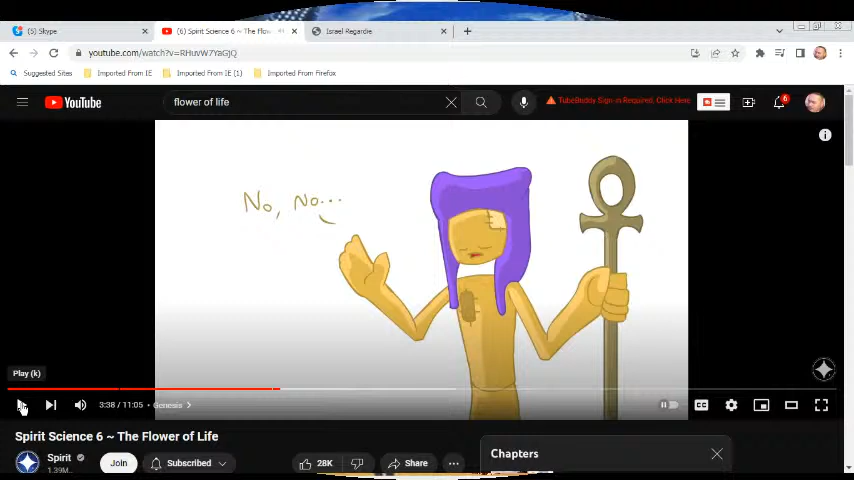 (5) Skype
Spirit Science 6 ~ The Flow
Israel Regardie
youtube.com/watch?v=RHuvW7YaGjQ
Suggested Sites
Imported From IE
Imported From IE (1)
Imported From Firefox
YouTube
flower of life
TubeBuddy Sign-in Required, Click Here
6
No, No...
Play (k)
3:38 / 11:05 • Genesis
CC
Spirit Science 6 ~ The Flower of Life
Spirit
1.39M
Join
Subscribed
28K
Share
Chapters